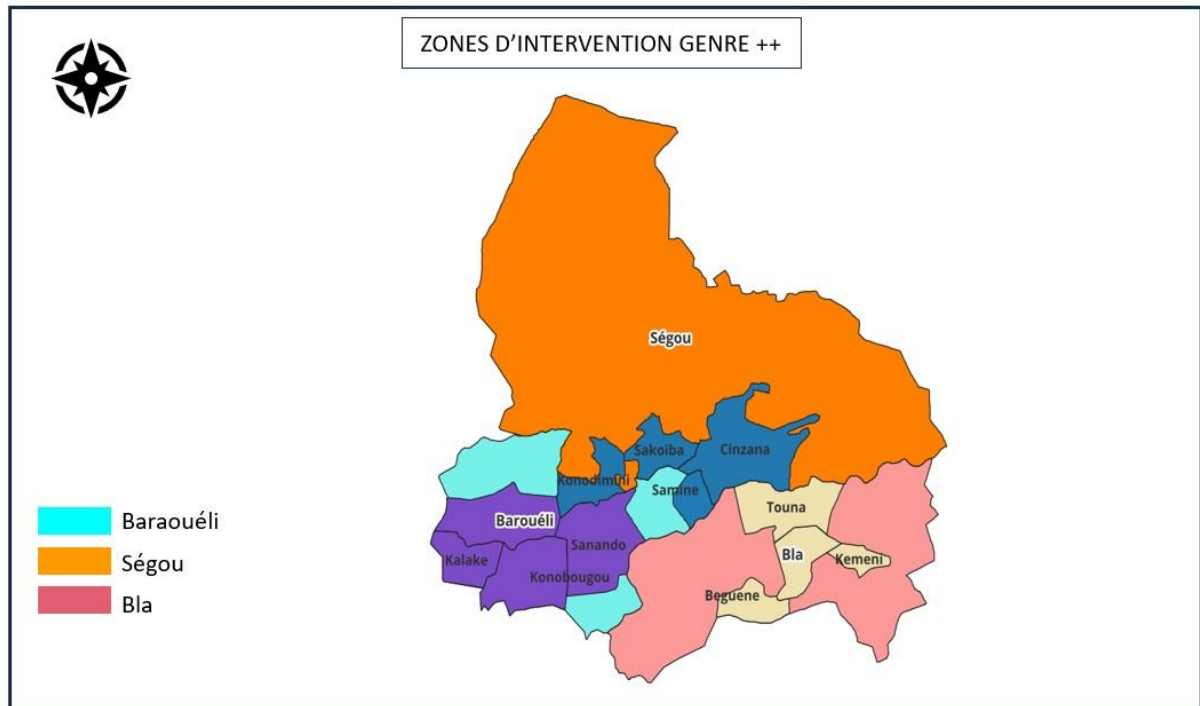 ZONES D'INTERVENTION GENRE ++
Ségou
Sakoiba
Cinzana
Konodimini
Samine
Touna
Barouéli
Sanando
Bla
Kalake
Kemeni
Konobougou
Beguene
Baraouéli
Ségou
Bla